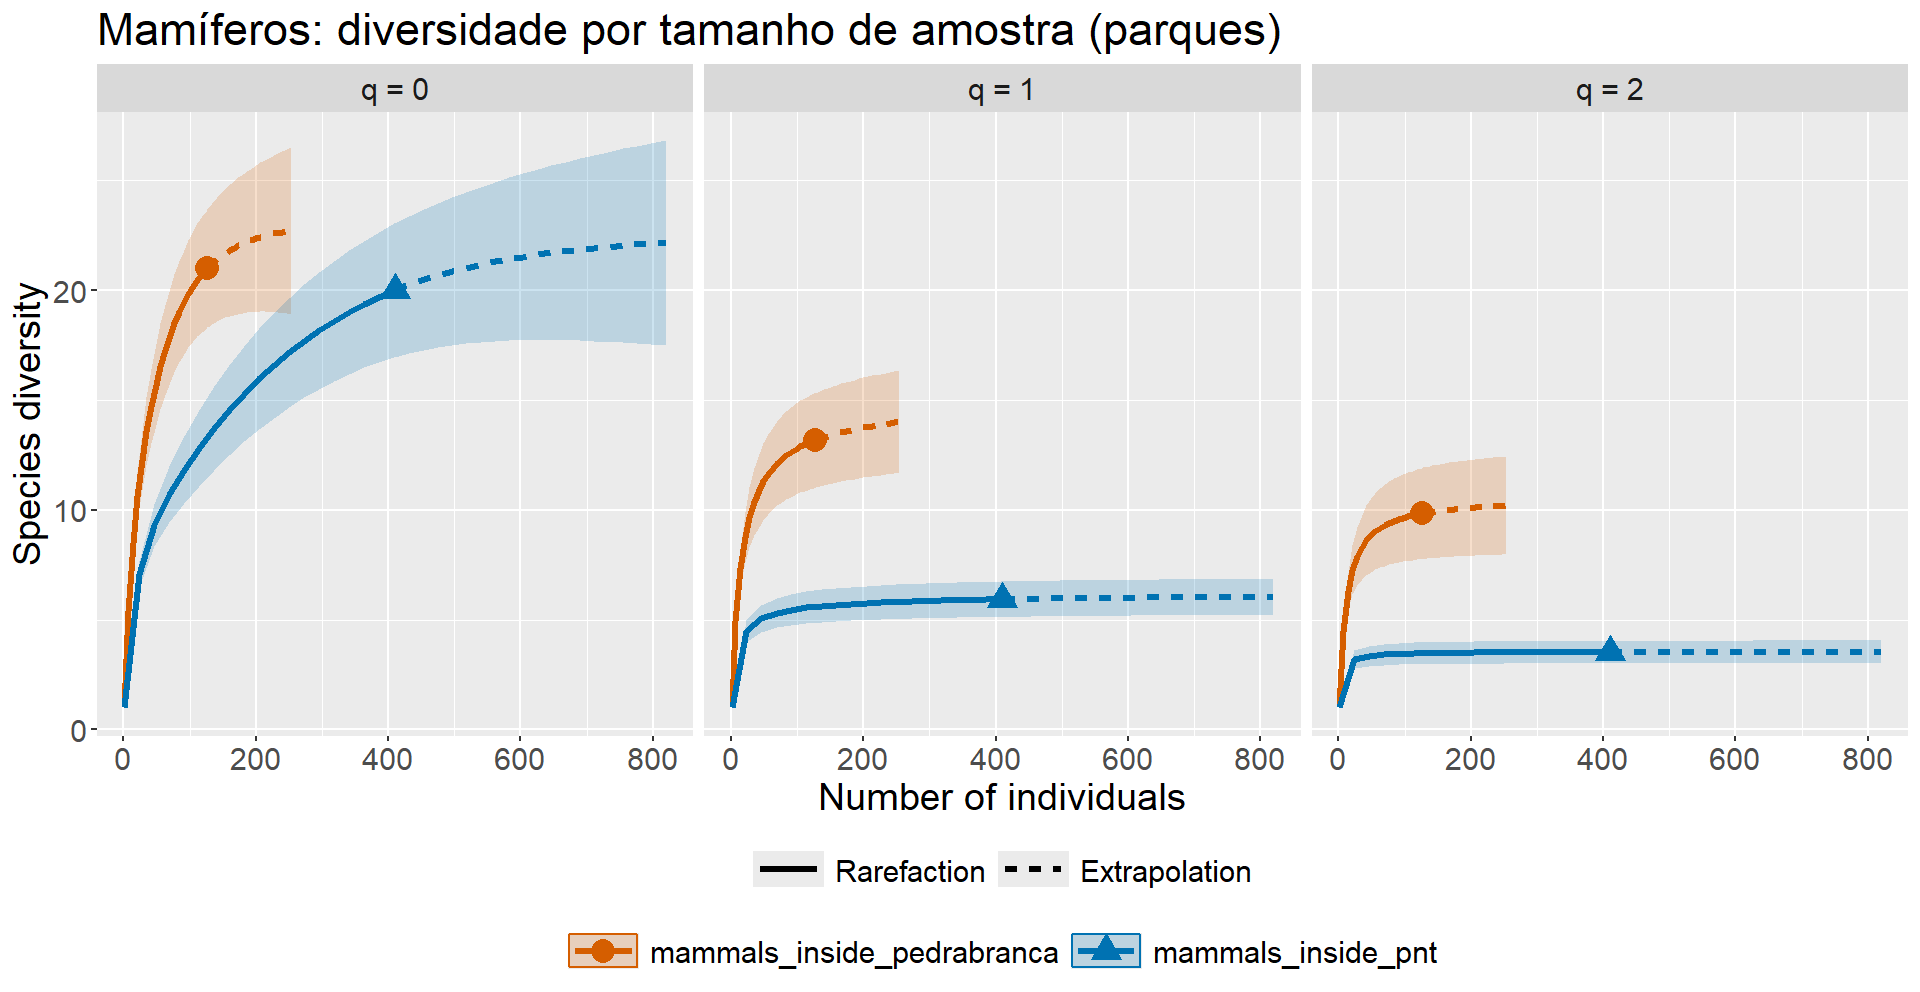 Mamíferos: diversidade por tamanho de amostra (parques)
q = 0
q = 1
q = 2
Species diversity
20
10
0
0 200 400 600 800
0 200 400 600 800
0 200 400 600 800
Number of individuals
Rarefaction Extrapolation
mammals_inside_pedrabranca mammals_inside_pnt